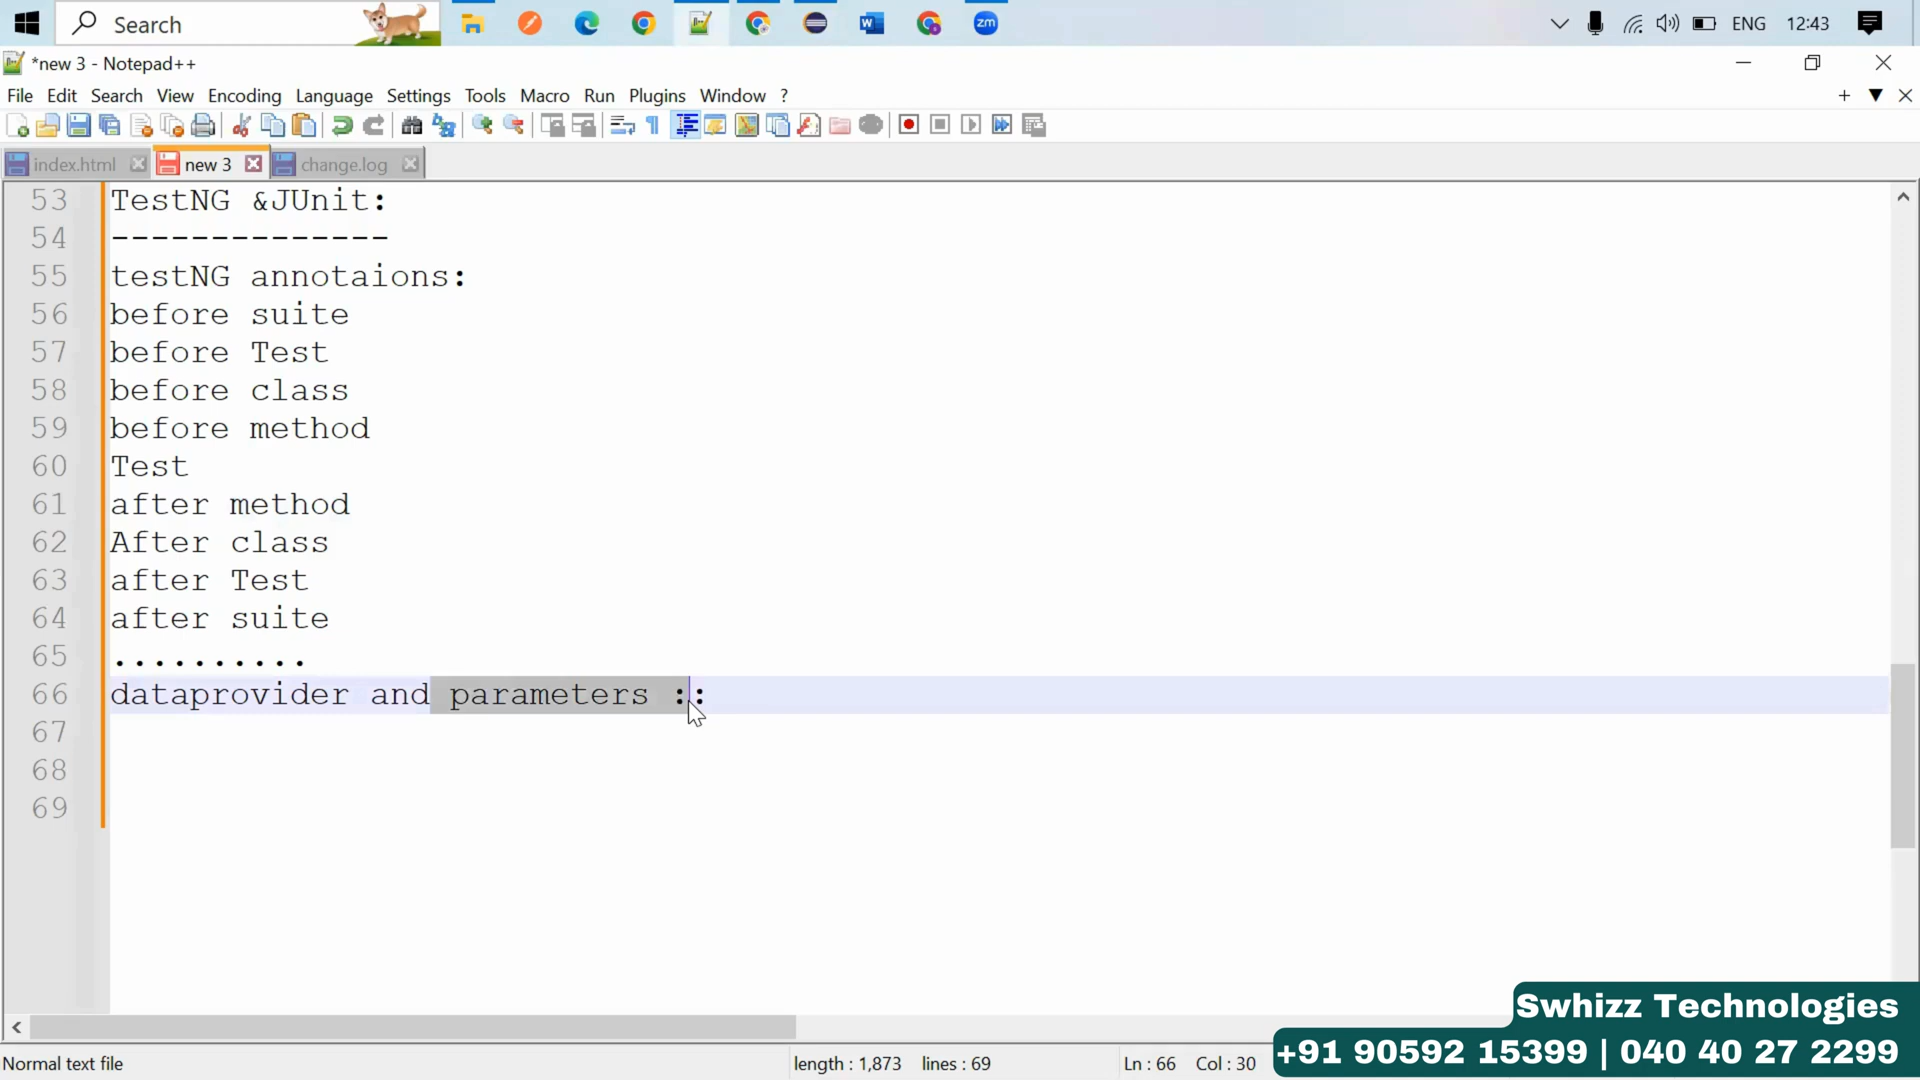 Search
ENG
12:43
*new 3 - Notepad++
File Edit Search View Encoding Language Settings Tools Macro Run Plugins Window ?
index.html
new 3
change.log
53 TestNG &JUnit:
54 --------------
55 testNG annotaions:
56 before suite
57 before Test
58 before class
59 before method
60 Test
61 after method
62 After class
63 after Test
64 after suite
65 ..........
66 dataprovider and parameters ::
67
68
69
Swhizz Technologies
+91 90592 15399 | 040 40 27 2299
Normal text file
length : 1,873 lines : 69
Ln : 66 Col : 30